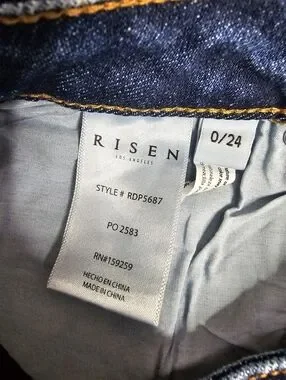 RISEN
LOS ANGELES
0/24
STYLE # RDP5687
PO 2583
RN#159259
HECHO EN CHINA
MADE IN CHINA